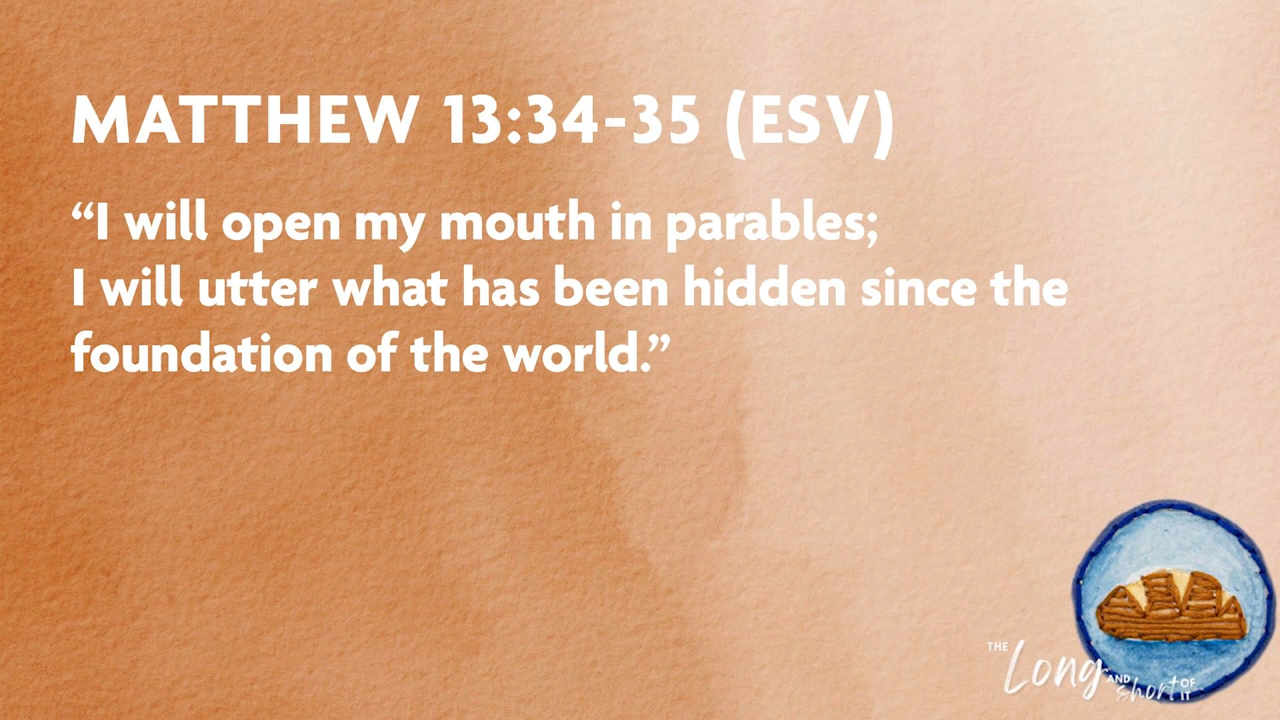 MATTHEW 13:34-35 (ESV)
“I will open my mouth in parables;
I will utter what has been hidden since the
foundation of the world.”
THE Long AND short OF IT